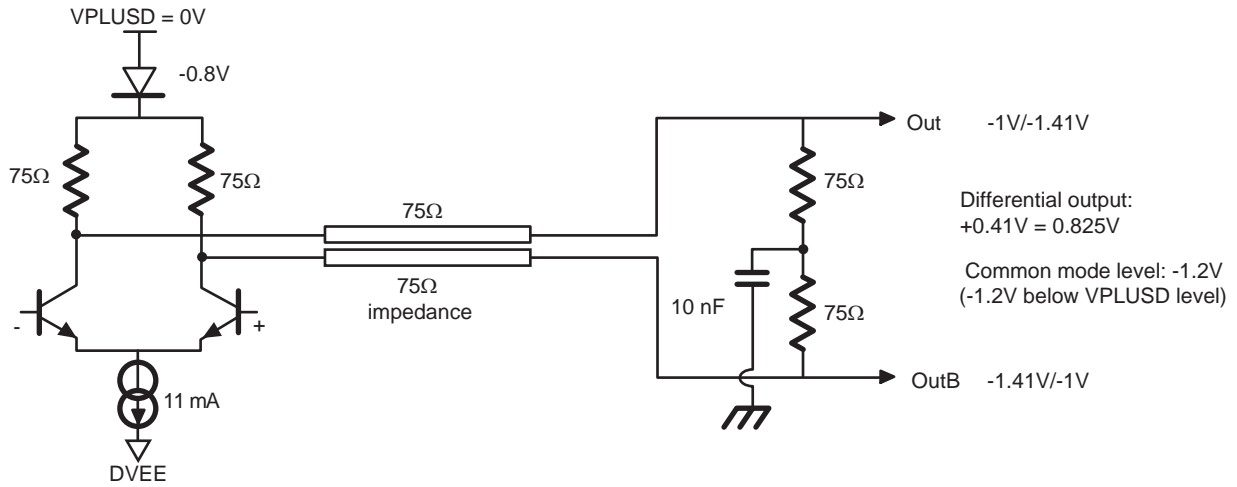 VPLUSD = 0V
-0.8V
75Ω
75Ω
75Ω
75Ω
impedance
-
+
11 mA
DVEE
10 nF
75Ω
75Ω
Out -1V/-1.41V
Differential output:
+0.41V = 0.825V
Common mode level: -1.2V
(-1.2V below VPLUSD level)
OutB -1.41V/-1V